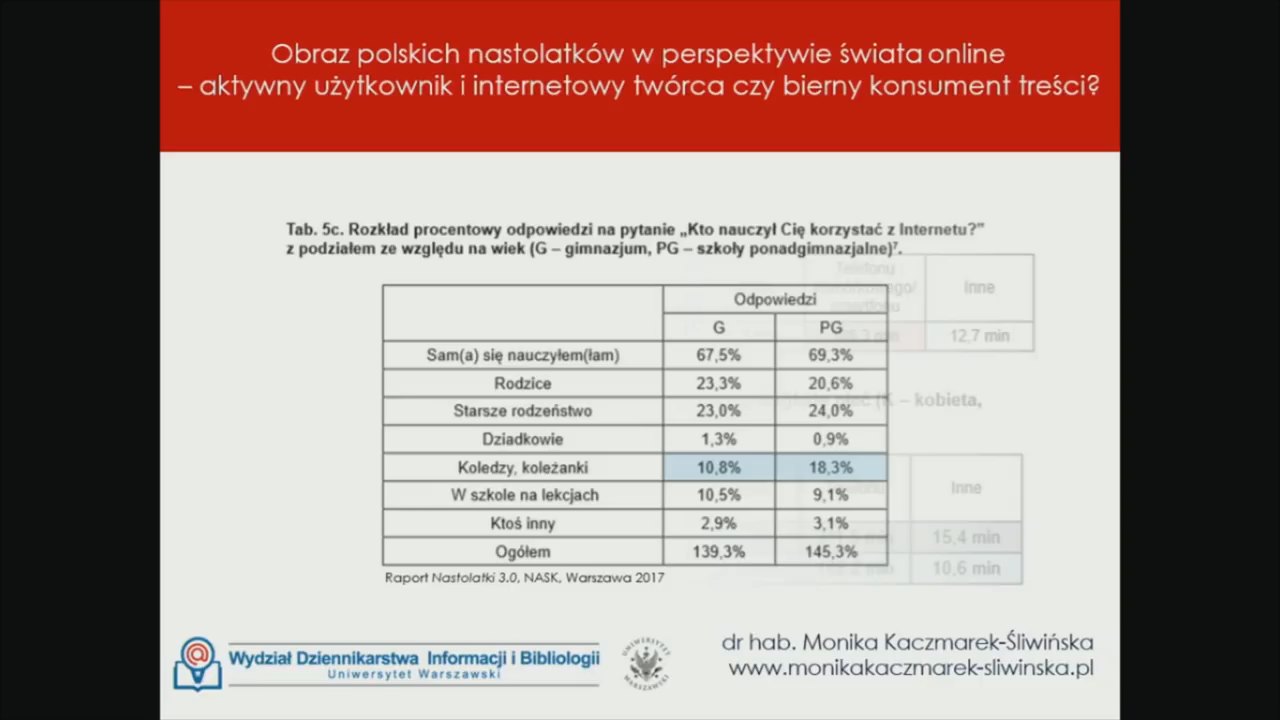 Obraz polskich nastolatków w perspektywie świata online
– aktywny użytkownik i internetowy twórca czy bierny konsument treści?
Tab. 5c. Rozkład procentowy odpowiedzi na pytanie „Kto nauczył Cię korzystać z Internetu?"
z podziałem ze względu na wiek (G – gimnazjum, PG – szkoły ponadgimnazjalne)⁷.
Odpowiedzi
G PG
Sam(a) się nauczyłem(łam) 67,5% 69,3%
Rodzice 23,3% 20,6%
Starsze rodzeństwo 23,0% 24,0%
Dziadkowie 1,3% 0,9%
Koledzy, koleżanki 10,8% 18,3%
W szkole na lekcjach 10,5% 9,1%
Ktoś inny 2,9% 3,1%
Ogółem 139,3% 145,3%
Raport Nastolatki 3.0, NASK, Warszawa 2017
Telefonu
Inne
12,7 min
(K – kobieta,
Inne
15,4 min
10,6 min
Wydział Dziennikarstwa Informacji i Bibliologii
Uniwersytet Warszawski
UNIWERSYTET
WARSZAWSKI
dr hab. Monika Kaczmarek-Śliwińska
www.monikakaczmarek-sliwinska.pl